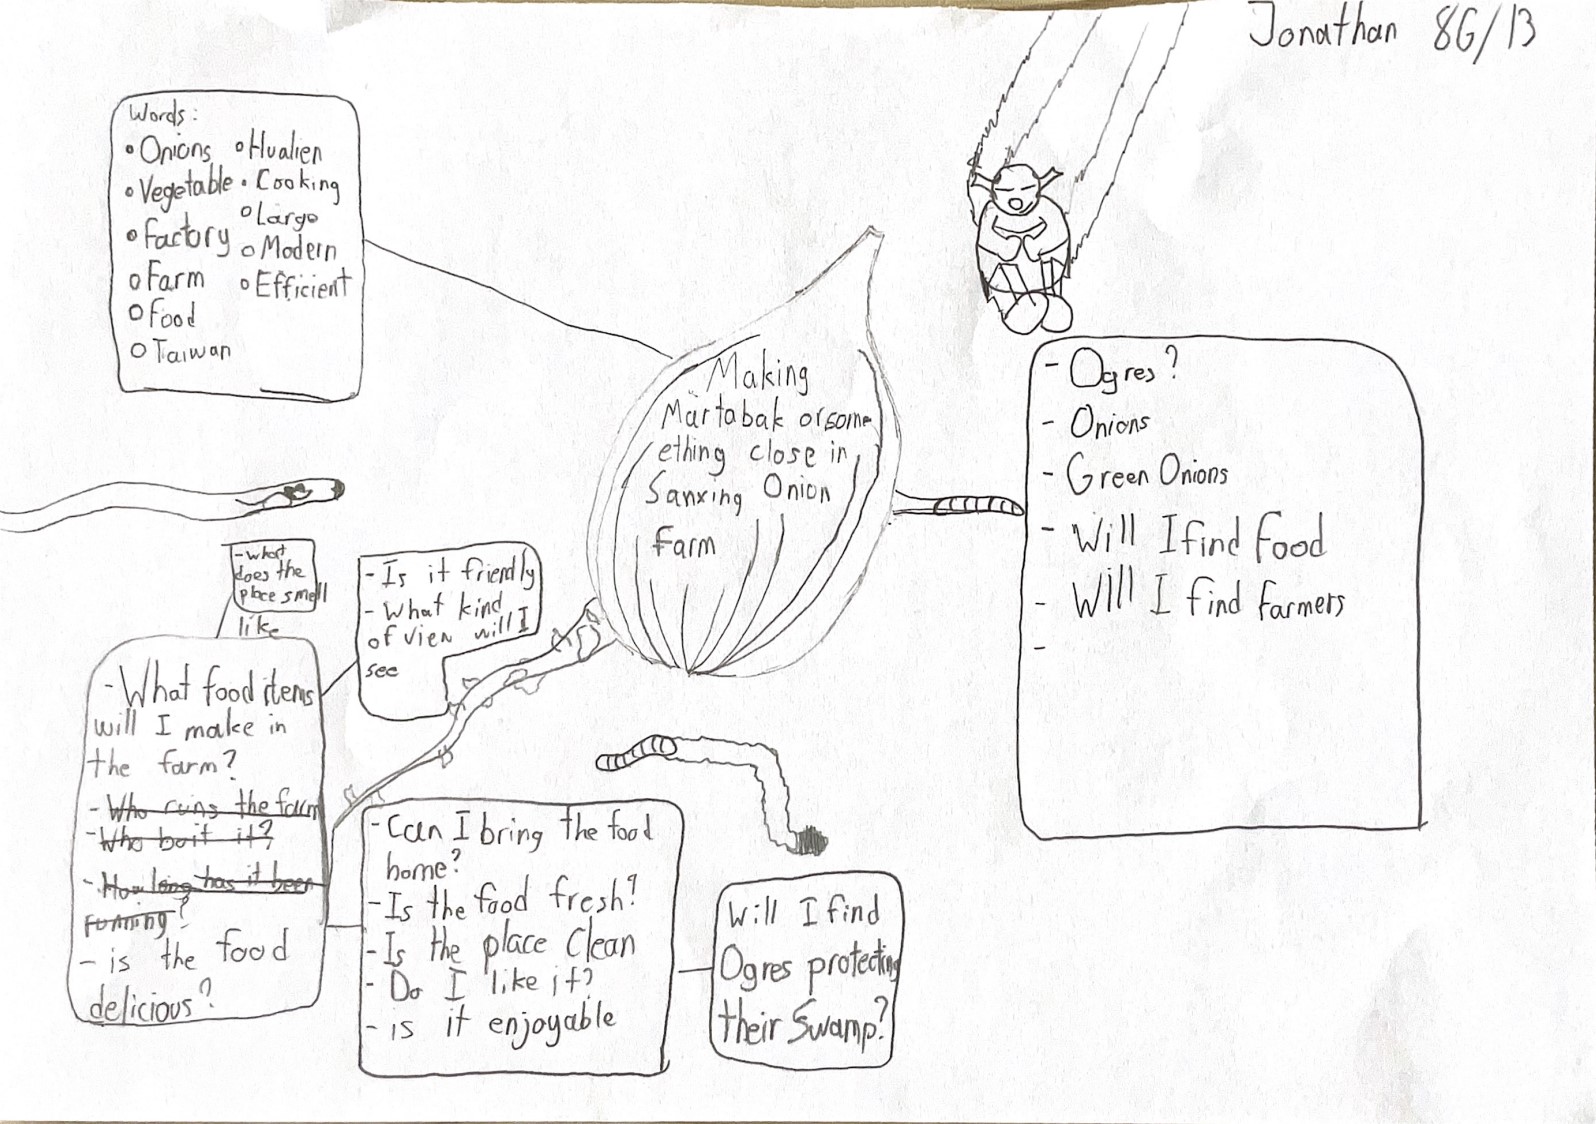 Jonathan 8G/13
Words:
• Onions
• Vegetable
• Factory
• Farm
• Food
• Taiwan
• Hualien
• Cooking
• Large
• Modern
• Efficient
Making
Martabak orsome
ething close in
Sanxing Onion
Farm
- Ogres?
- Onions
- Green Onions
- Will I find Food
- Will I find farmers
-
- What
does the
place smell
like
- Is it friendly
- What kind
of view will I
see
- What food items
will I make in
the farm?
- Who runs the farm
- Who built it?
- How long has it been
running?
- is the food
delicious?
- Can I bring the food
home?
- Is the food fresh?
- Is the place Clean
- Do I like it?
- is it enjoyable
Will I find
Ogres protecting
their Swamp?